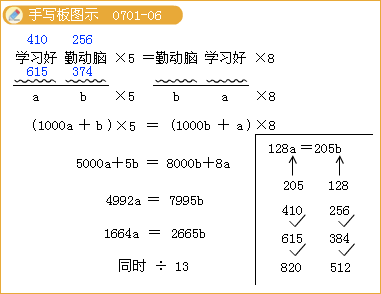 手写板图示 0701-06
410 256
学习好 勤动脑 ×5 ＝勤动脑 学习好 ×8
615 374
a b ×5 b a ×8
(1000a ＋ b)×5 ＝ (1000b ＋ a)×8
5000a+5b ＝ 8000b+8a
4992a ＝ 7995b
1664a ＝ 2665b
同时 ÷ 13
128a＝205b
205 128
410 256
615 384
820 512